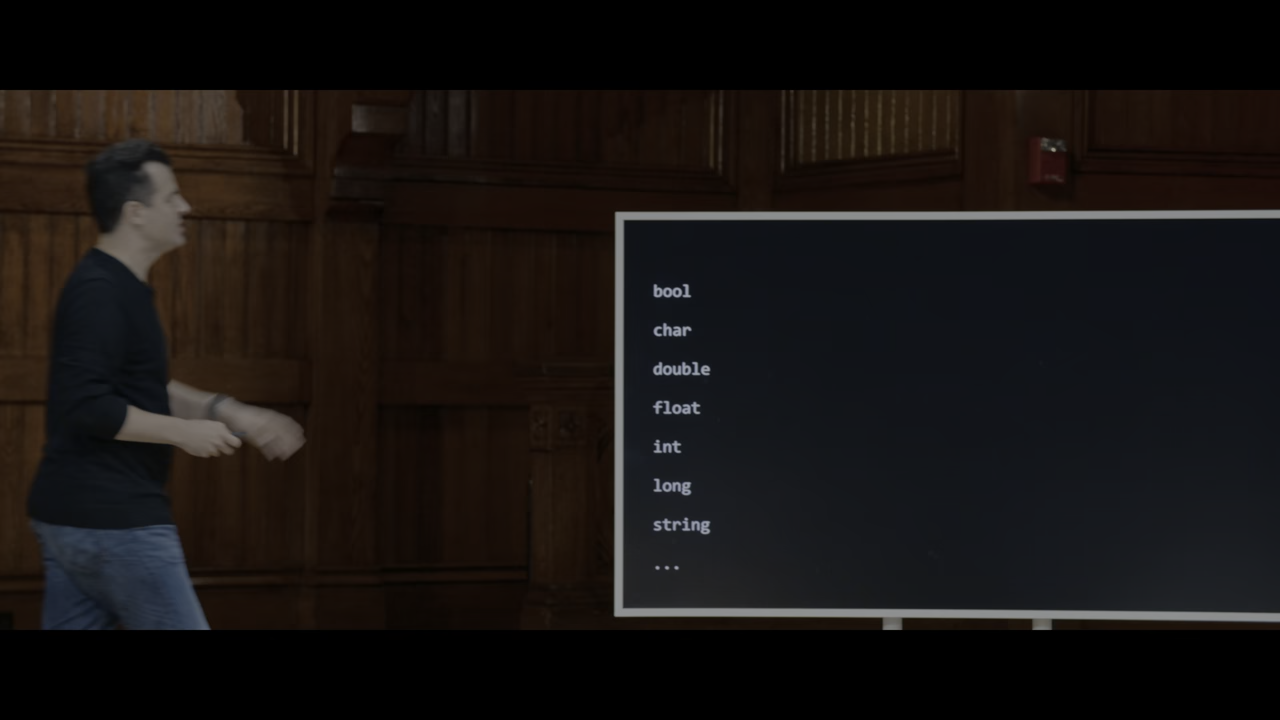 bool
char
double
float
int
long
string
...